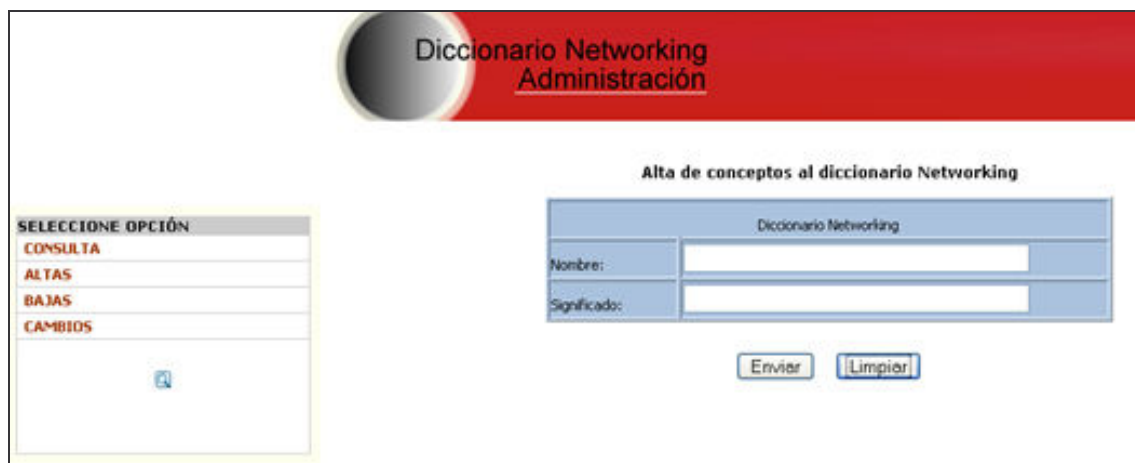 Diccionario Networking
Administración
Alta de conceptos al diccionario Networking
SELECCIONE OPCIÓN
CONSULTA
ALTAS
BAJAS
CAMBIOS
Diccionario Networking
Nombre:
Significado:
Enviar
Limpiar